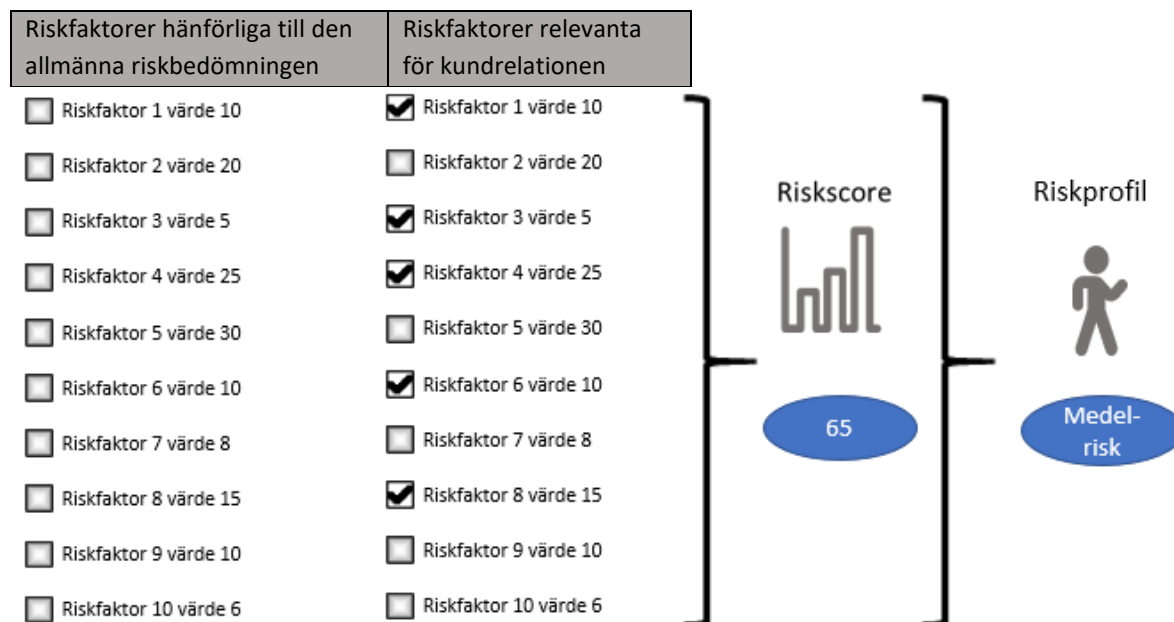 Riskfaktorer hänförliga till den
allmänna riskbedömningen
Riskfaktorer relevanta
för kundrelationen
Riskfaktor 1 värde 10
Riskfaktor 2 värde 20
Riskfaktor 3 värde 5
Riskfaktor 4 värde 25
Riskfaktor 5 värde 30
Riskfaktor 6 värde 10
Riskfaktor 7 värde 8
Riskfaktor 8 värde 15
Riskfaktor 9 värde 10
Riskfaktor 10 värde 6
Riskfaktor 1 värde 10
Riskfaktor 2 värde 20
Riskfaktor 3 värde 5
Riskfaktor 4 värde 25
Riskfaktor 5 värde 30
Riskfaktor 6 värde 10
Riskfaktor 7 värde 8
Riskfaktor 8 värde 15
Riskfaktor 9 värde 10
Riskfaktor 10 värde 6
Riskscore
65
Riskprofil
Medel-
risk